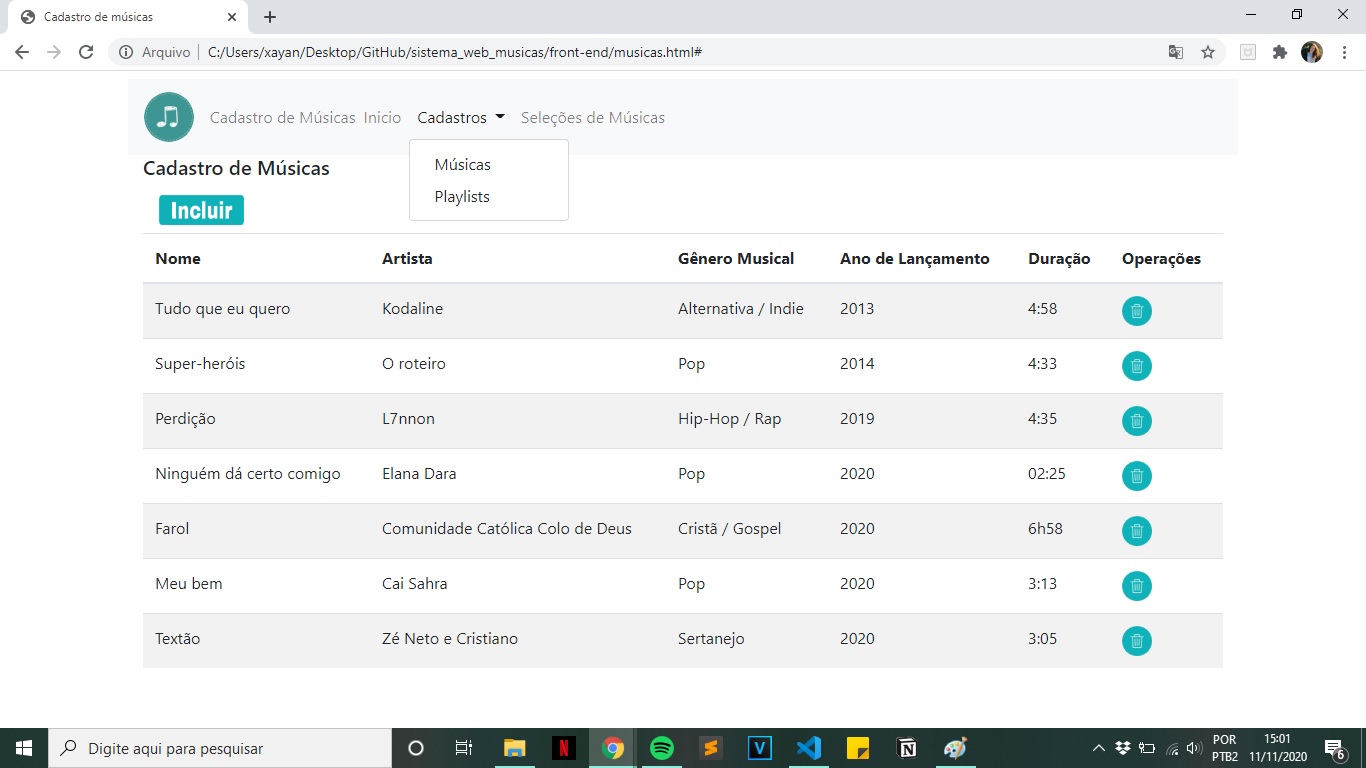 Cadastro de músicas
Arquivo C:/Users/xayan/Desktop/GitHub/sistema_web_musicas/front-end/musicas.html#
Cadastro de Músicas Inicio Cadastros Seleções de Músicas
Músicas
Playlists
Cadastro de Músicas
Incluir
Nome Artista Gênero Musical Ano de Lançamento Duração Operações
Tudo que eu quero Kodaline Alternativa / Indie 2013 4:58
Super-heróis O roteiro Pop 2014 4:33
Perdição L7nnon Hip-Hop / Rap 2019 4:35
Ninguém dá certo comigo Elana Dara Pop 2020 02:25
Farol Comunidade Católica Colo de Deus Cristã / Gospel 2020 6h58
Meu bem Cai Sahra Pop 2020 3:13
Textão Zé Neto e Cristiano Sertanejo 2020 3:05
Digite aqui para pesquisar
N S V N
POR 15:01
PTB2 11/11/2020 6